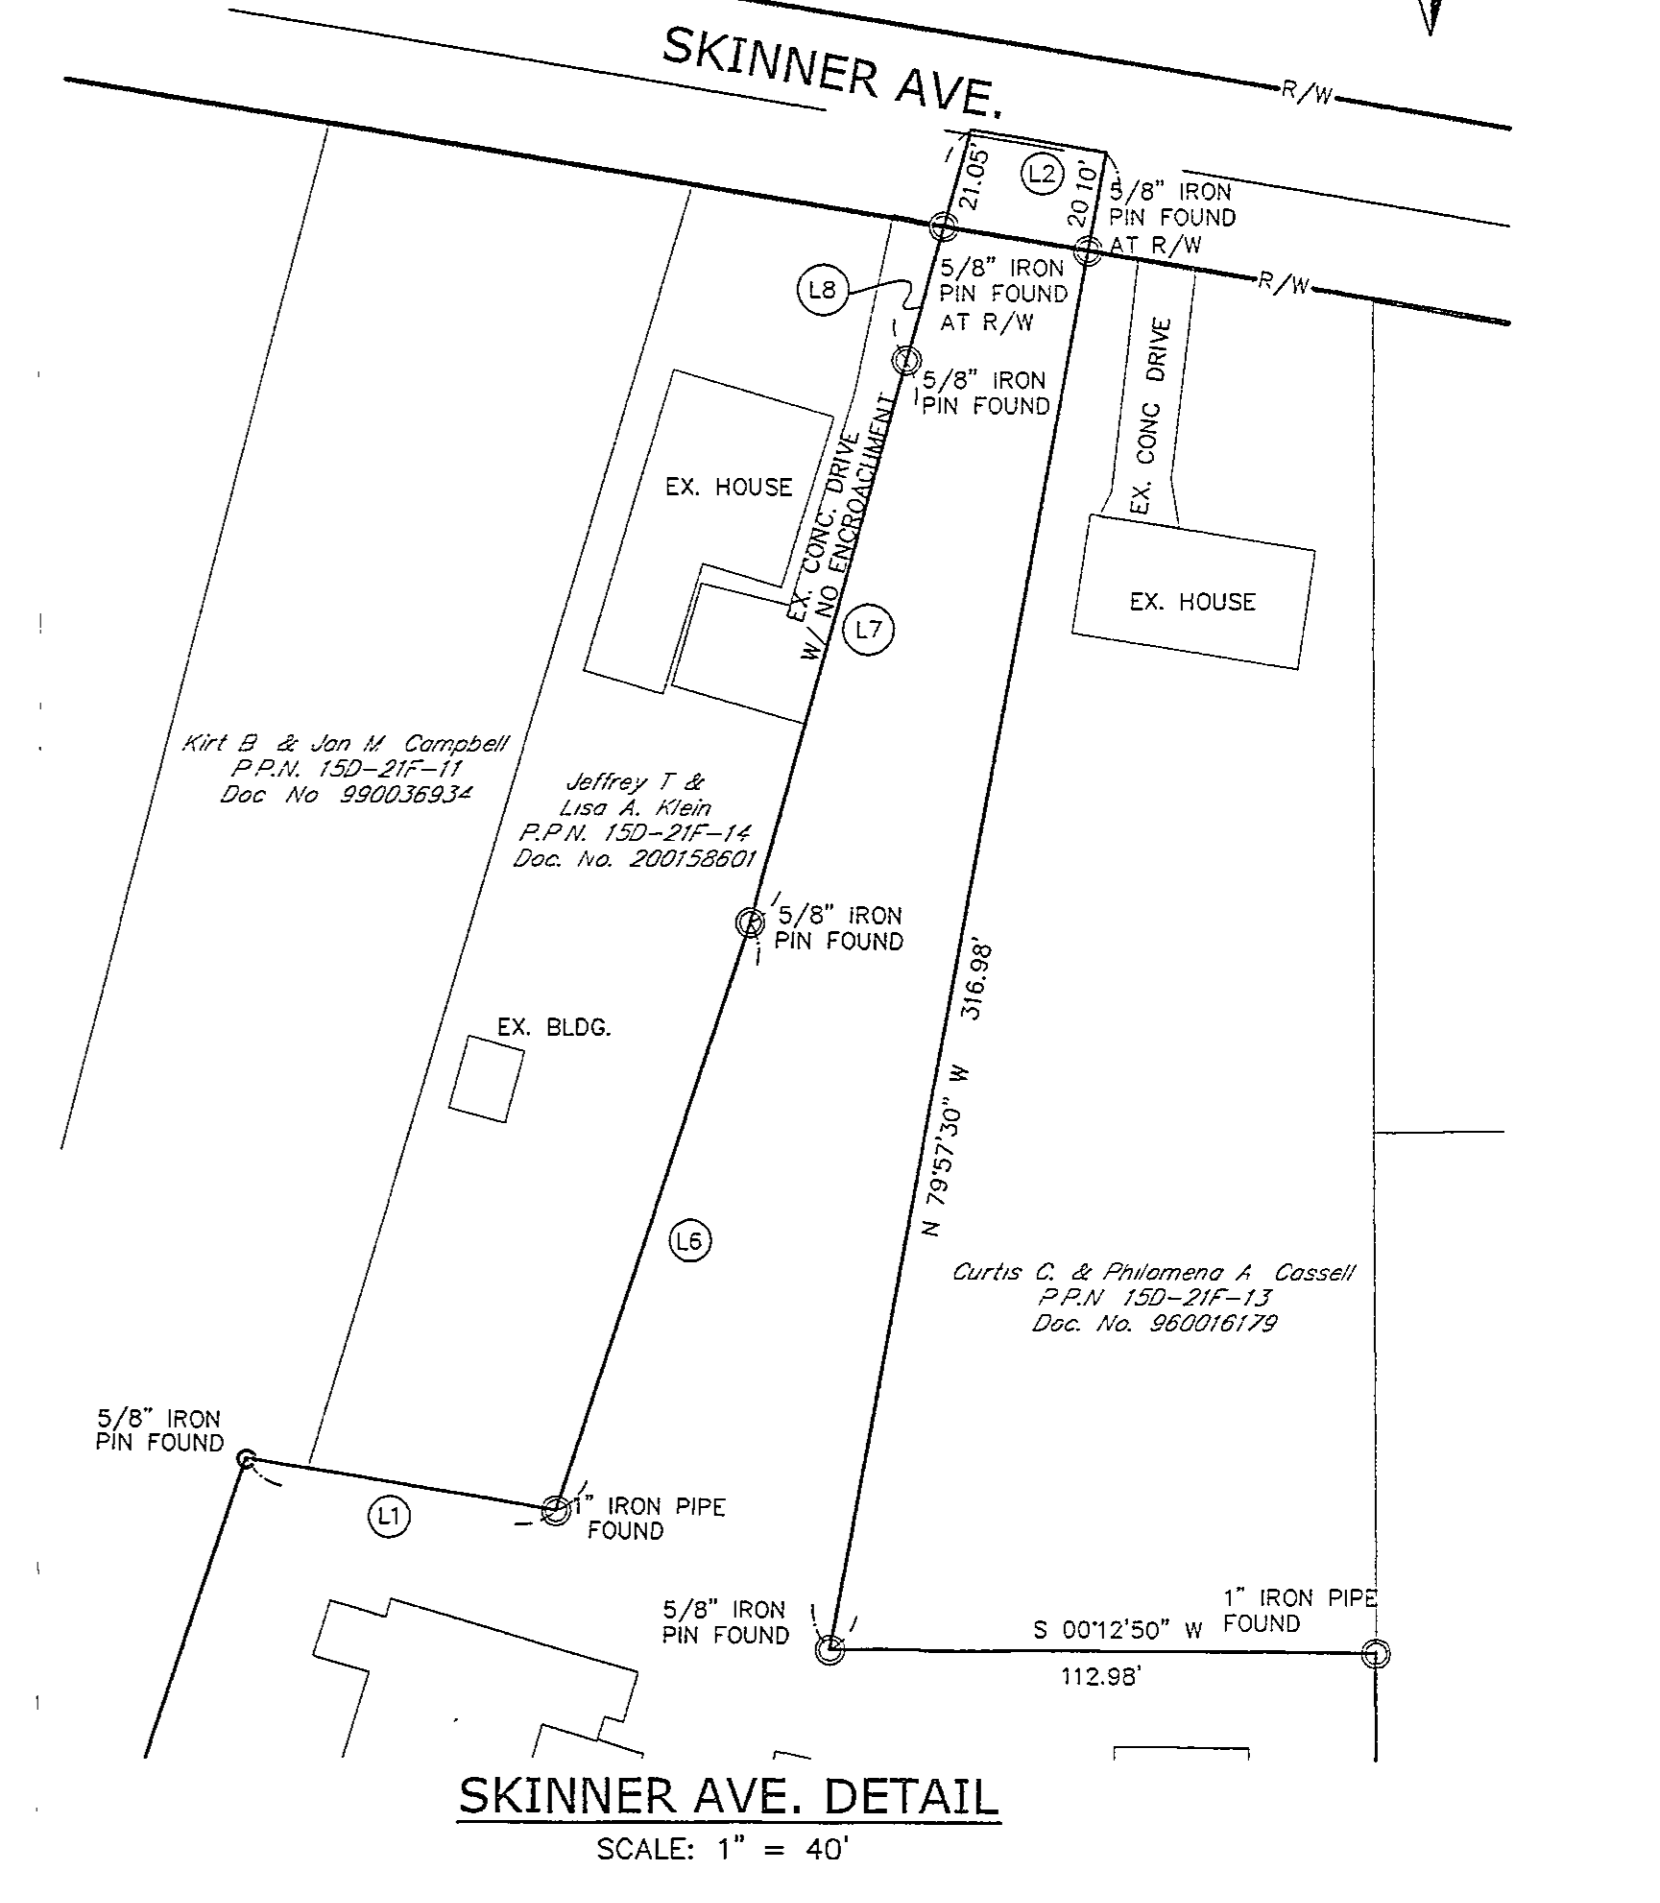 SKINNER AVE.
R/W
21.05'
L2
20 10'
5/8" IRON
PIN FOUND
AT R/W
L8
5/8" IRON
PIN FOUND
AT R/W
R/W
5/8" IRON
PIN FOUND
EX. CONC DRIVE
EX. CONC. DRIVE
W/ NO ENCROACHMENT
EX. HOUSE
EX. HOUSE
L7
Kirt B & Jan M Campbell
P P.N. 15D-21F-11
Doc No 990036934
Jeffrey T &
Lisa A. Klein
P.P N. 15D-21F-14
Doc. No. 200158601
5/8" IRON
PIN FOUND
316.98'
N 79°57'30" W
EX. BLDG.
L6
Curtis C. & Philomena A Cassell
P P.N 15D-21F-13
Doc. No. 960016179
5/8" IRON
PIN FOUND
L1
1" IRON PIPE
FOUND
5/8" IRON
PIN FOUND
1" IRON PIPE
FOUND
S 00°12'50" W
112.98'
SKINNER AVE. DETAIL
SCALE: 1" = 40'